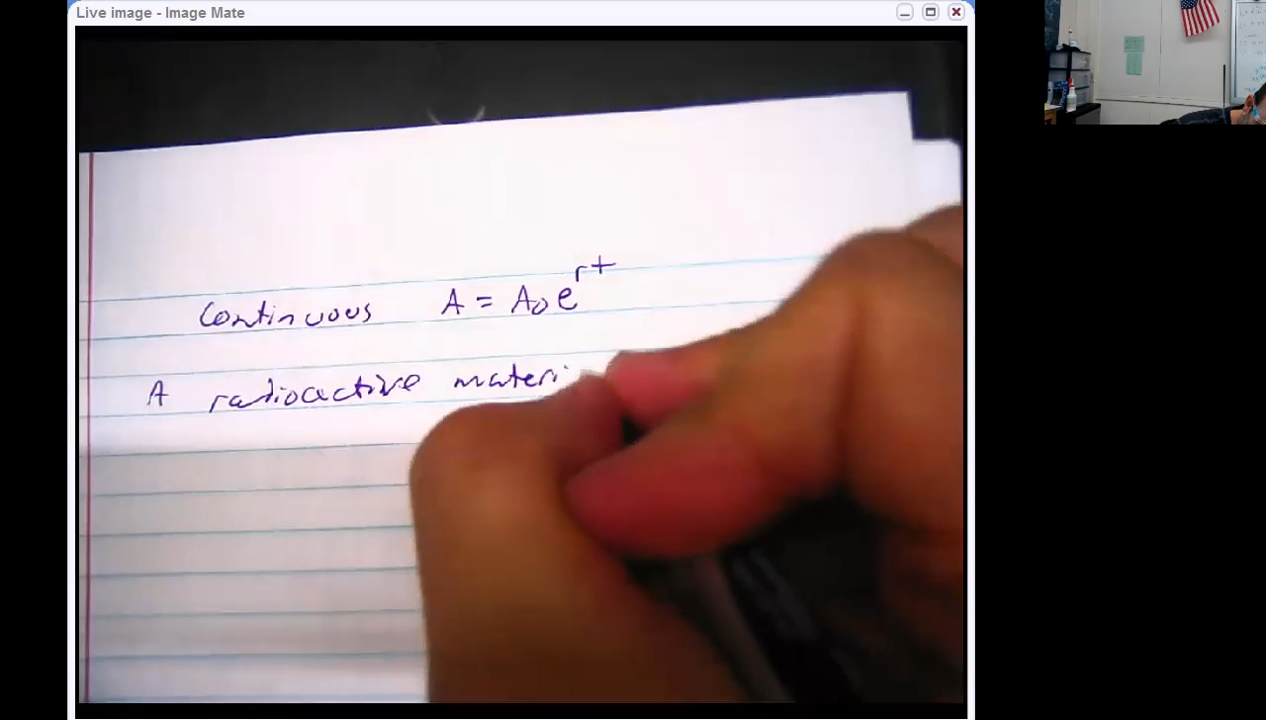 Live image - Image Mate
Continuous A = A₀e^rt
A radioactive materi